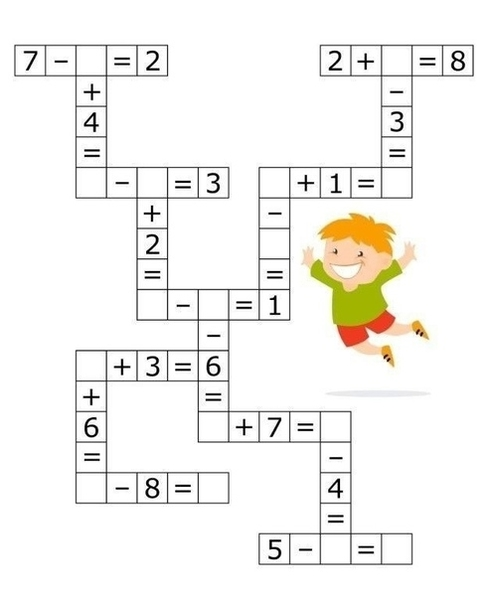 7 – = 2 2 + = 8
+ –
4 3
= =
– = 3 + 1 =
+ –
2
= =
– = 1
–
+ 3 = 6
+ =
6 + 7 =
= –
– 8 = 4
=
5 – =